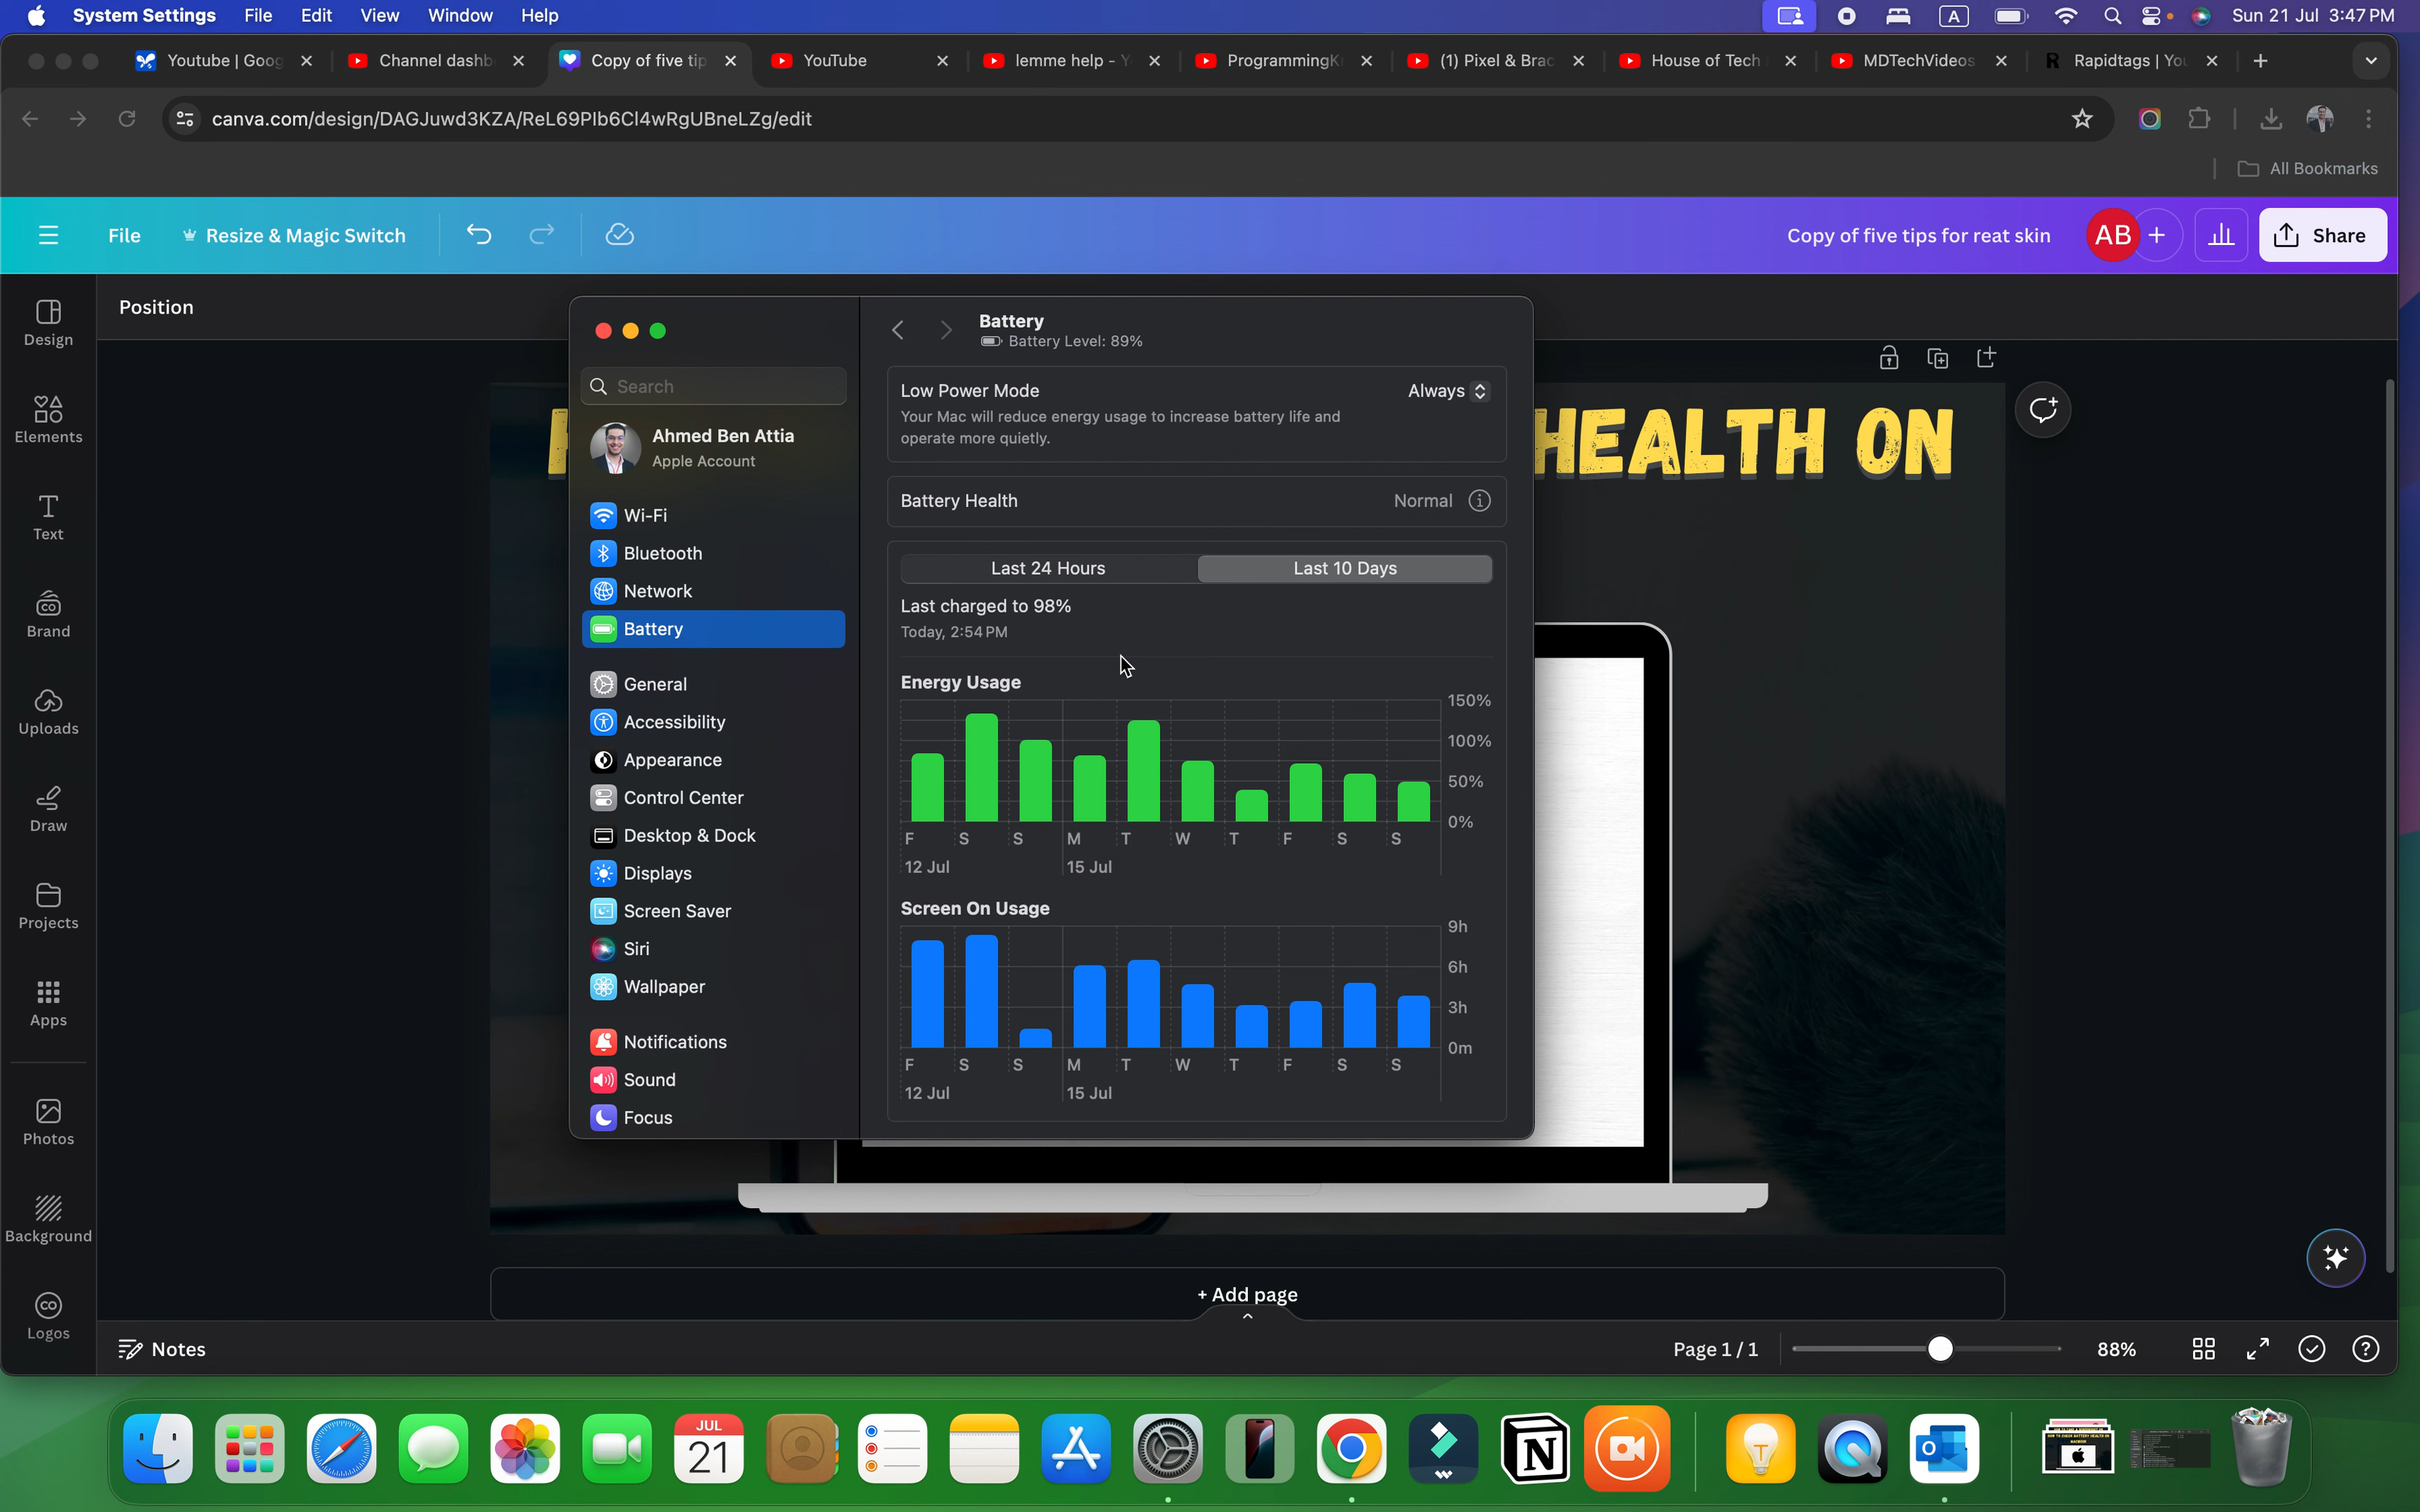 System Settings File Edit View Window Help A Sun 21 Jul 3:47 PM
Youtube | Goog Channel dashb Copy of five tip YouTube lemme help - Y ProgrammingK (1) Pixel & Brac House of Tech MDTechVideos Rapidtags | You
canva.com/design/DAGJuwd3KZA/ReL69PIb6Cl4wRgUBneLZg/edit
All Bookmarks
File Resize & Magic Switch Copy of five tips for reat skin AB + Share
Position
Design
Elements
Text
Brand
Uploads
Draw
Projects
Apps
Photos
Background
Logos
HEALTH ON
Search
Ahmed Ben Attia
Apple Account
Wi-Fi
Bluetooth
Network
Battery
General
Accessibility
Appearance
Control Center
Desktop & Dock
Displays
Screen Saver
Siri
Wallpaper
Notifications
Sound
Focus
Battery
Battery Level: 89%
Low Power Mode Always
Your Mac will reduce energy usage to increase battery life and
operate more quietly.
Battery Health Normal
Last 24 Hours Last 10 Days
Last charged to 98%
Today, 2:54 PM
Energy Usage
150%
100%
50%
0%
F S S M T W T F S S
12 Jul 15 Jul
Screen On Usage
9h
6h
3h
0m
F S S M T W T F S S
12 Jul 15 Jul
+ Add page
Notes Page 1 / 1 88%
JUL
21